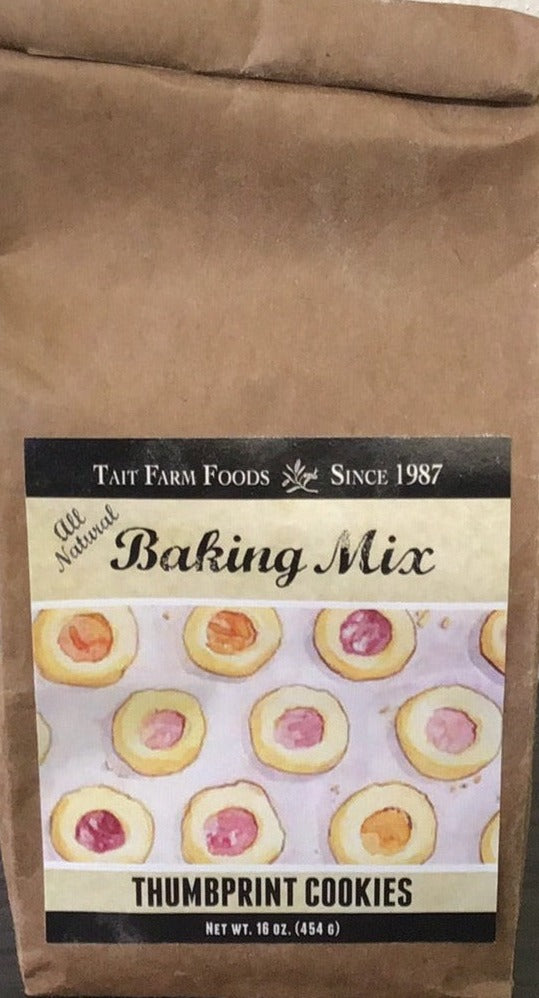 TAIT FARM FOODS SINCE 1987
All
Natural
Baking Mix
THUMBPRINT COOKIES
NET WT. 16 OZ. (454 G)